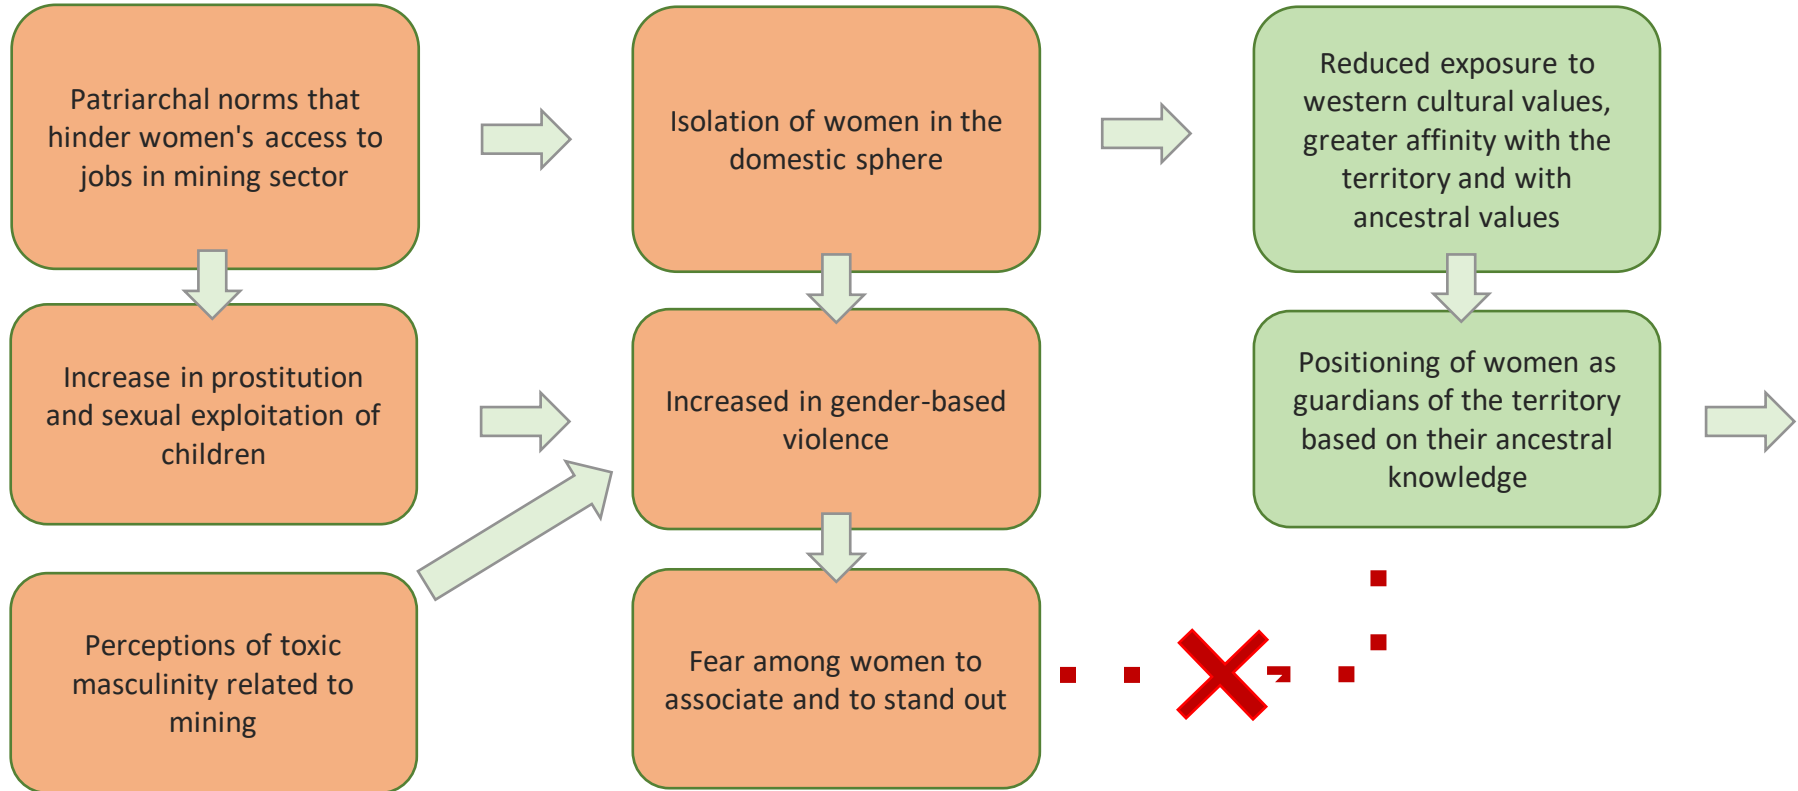 Patriarchal norms that
hinder women's access to
jobs in mining sector
Isolation of women in the
domestic sphere
Reduced exposure to
western cultural values,
greater affinity with the
territory and with
ancestral values
Increase in prostitution
and sexual exploitation of
children
Increased in gender-based
violence
Positioning of women as
guardians of the territory
based on their ancestral
knowledge
Perceptions of toxic
masculinity related to
mining
Fear among women to
associate and to stand out